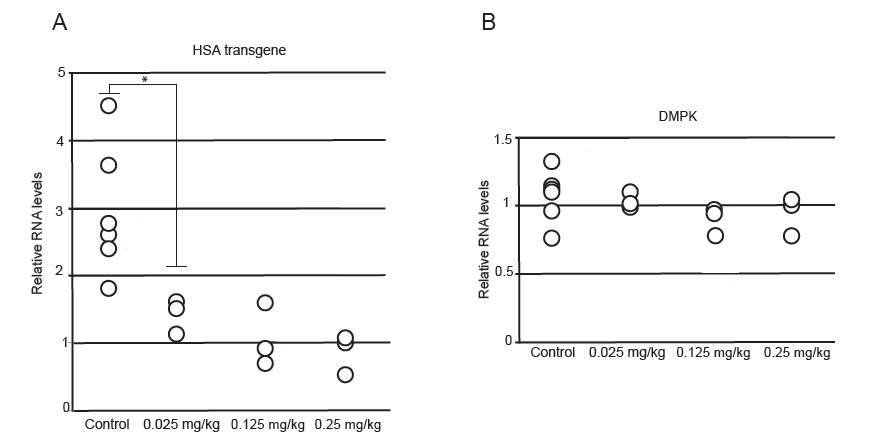 A
HSA transgene
*
5
4
3
2
1
0
Relative RNA levels
Control 0.025 mg/kg 0.125 mg/kg 0.25 mg/kg
B
DMPK
1.5
1
0.5
0
Relative RNA levels
Control 0.025 mg/kg 0.125 mg/kg 0.25 mg/kg